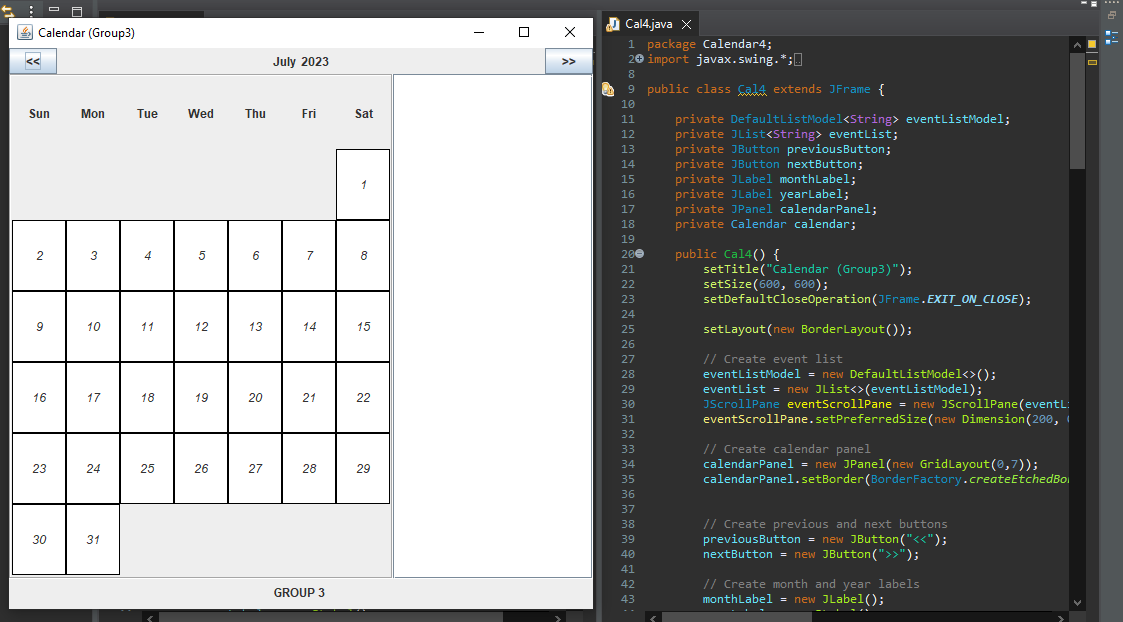 Calendar (Group3)
<<
July 2023
>>
Sun Mon Tue Wed Thu Fri Sat
1
2 3 4 5 6 7 8
9 10 11 12 13 14 15
16 17 18 19 20 21 22
23 24 25 26 27 28 29
30 31
GROUP 3
Cal4.java
1 package Calendar4;
2 import javax.swing.*;
8
9 public class Cal4 extends JFrame {
10
11 private DefaultListModel<String> eventListModel;
12 private JList<String> eventList;
13 private JButton previousButton;
14 private JButton nextButton;
15 private JLabel monthLabel;
16 private JLabel yearLabel;
17 private JPanel calendarPanel;
18 private Calendar calendar;
19
20 public Cal4() {
21 setTitle("Calendar (Group3)");
22 setSize(600, 600);
23 setDefaultCloseOperation(JFrame.EXIT_ON_CLOSE);
24
25 setLayout(new BorderLayout());
26
27 // Create event list
28 eventListModel = new DefaultListModel<>();
29 eventList = new JList<>(eventListModel);
30 JScrollPane eventScrollPane = new JScrollPane(eventLi
31 eventScrollPane.setPreferredSize(new Dimension(200,
32
33 // Create calendar panel
34 calendarPanel = new JPanel(new GridLayout(0,7));
35 calendarPanel.setBorder(BorderFactory.createEtchedBo
36
37
38 // Create previous and next buttons
39 previousButton = new JButton("<<");
40 nextButton = new JButton(">>");
41
42 // Create month and year labels
43 monthLabel = new JLabel();